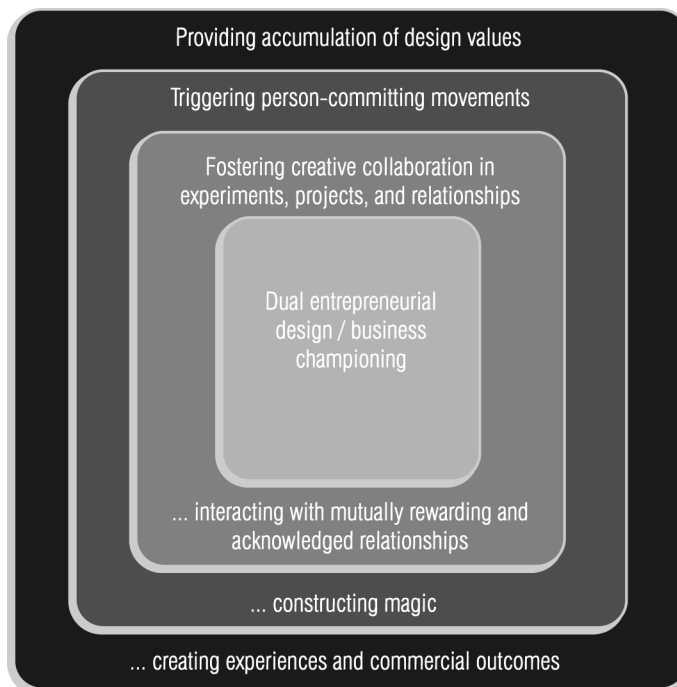 Providing accumulation of design values
Triggering person-committing movements
Fostering creative collaboration in
experiments, projects, and relationships
Dual entrepreneurial
design / business
championing
... interacting with mutually rewarding and
acknowledged relationships
... constructing magic
... creating experiences and commercial outcomes